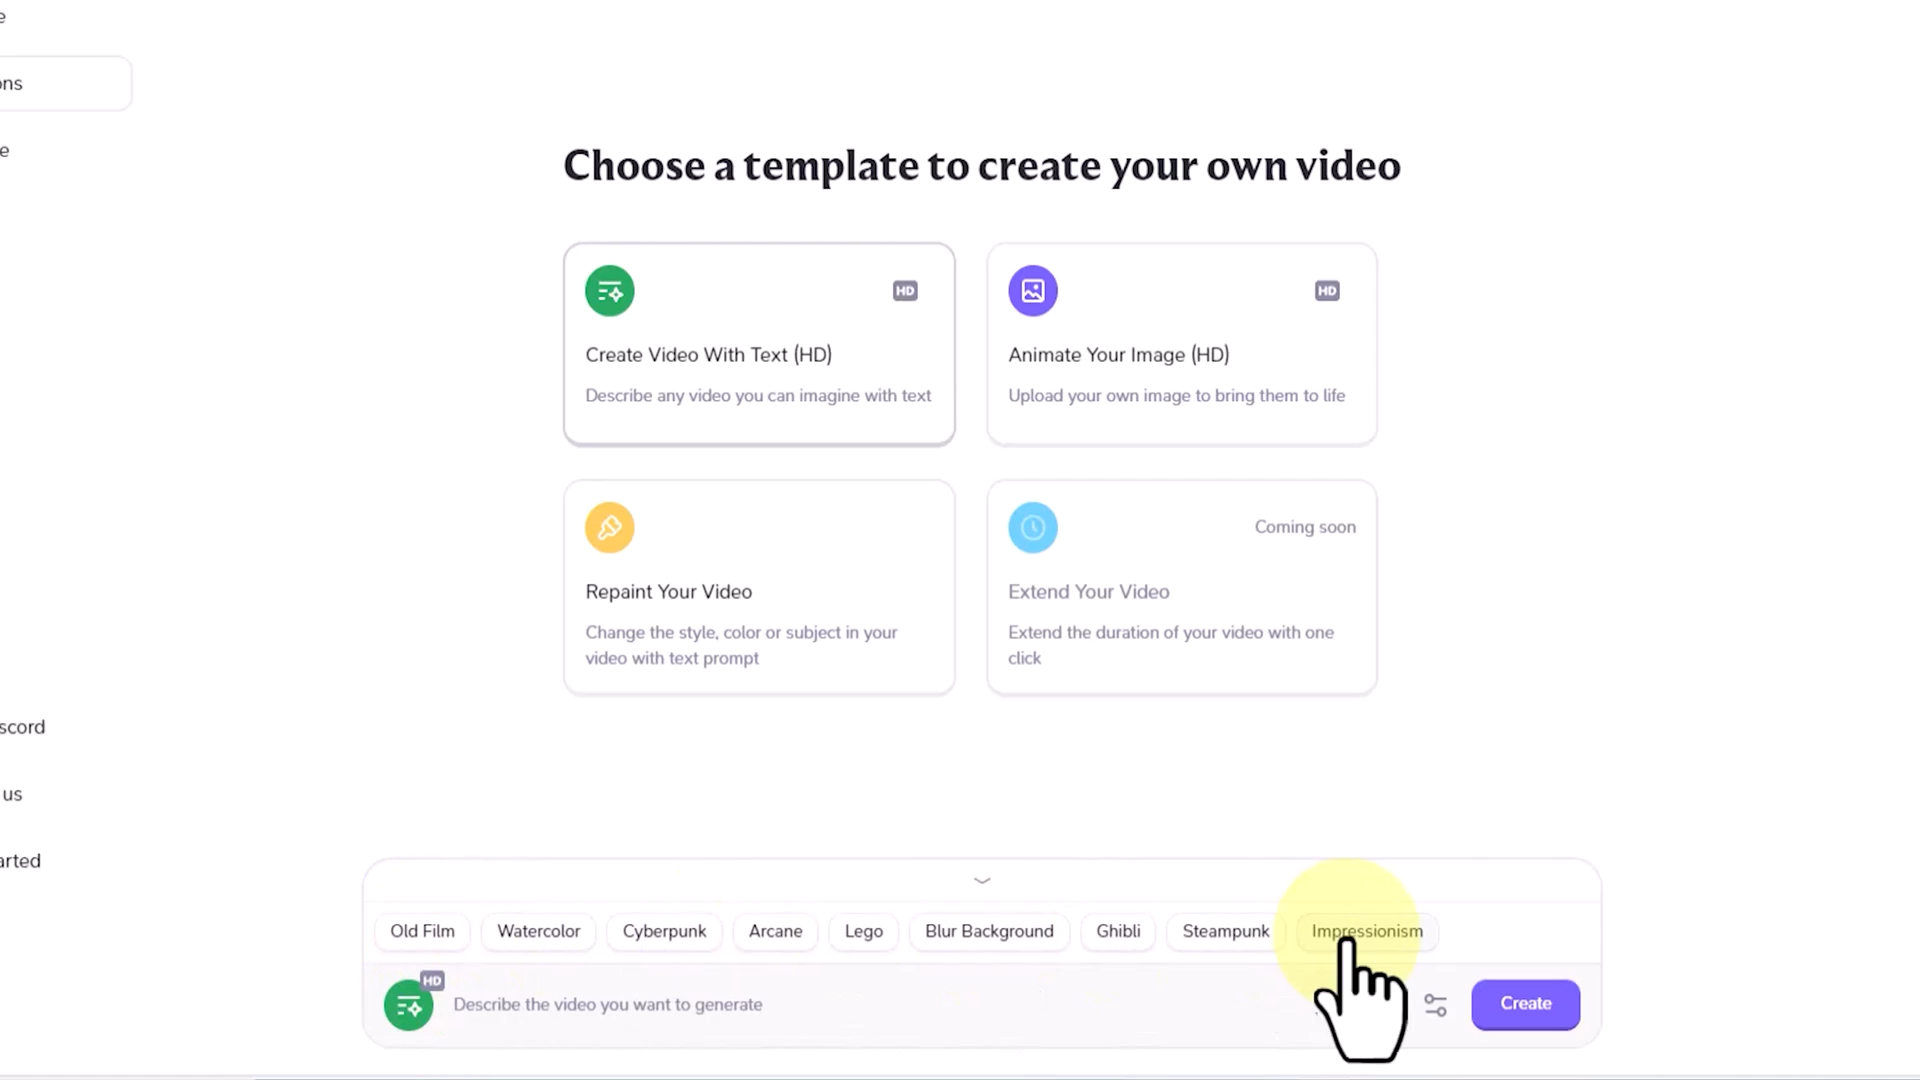 e
ons
e
Choose a template to create your own video
HD
Create Video With Text (HD)
Describe any video you can imagine with text
HD
Animate Your Image (HD)
Upload your own image to bring them to life
Repaint Your Video
Change the style, color or subject in your
video with text prompt
Coming soon
Extend Your Video
Extend the duration of your video with one
click
scord
us
arted
Old Film Watercolor Cyberpunk Arcane Lego Blur Background Ghibli Steampunk Impressionism
HD
Describe the video you want to generate
Create